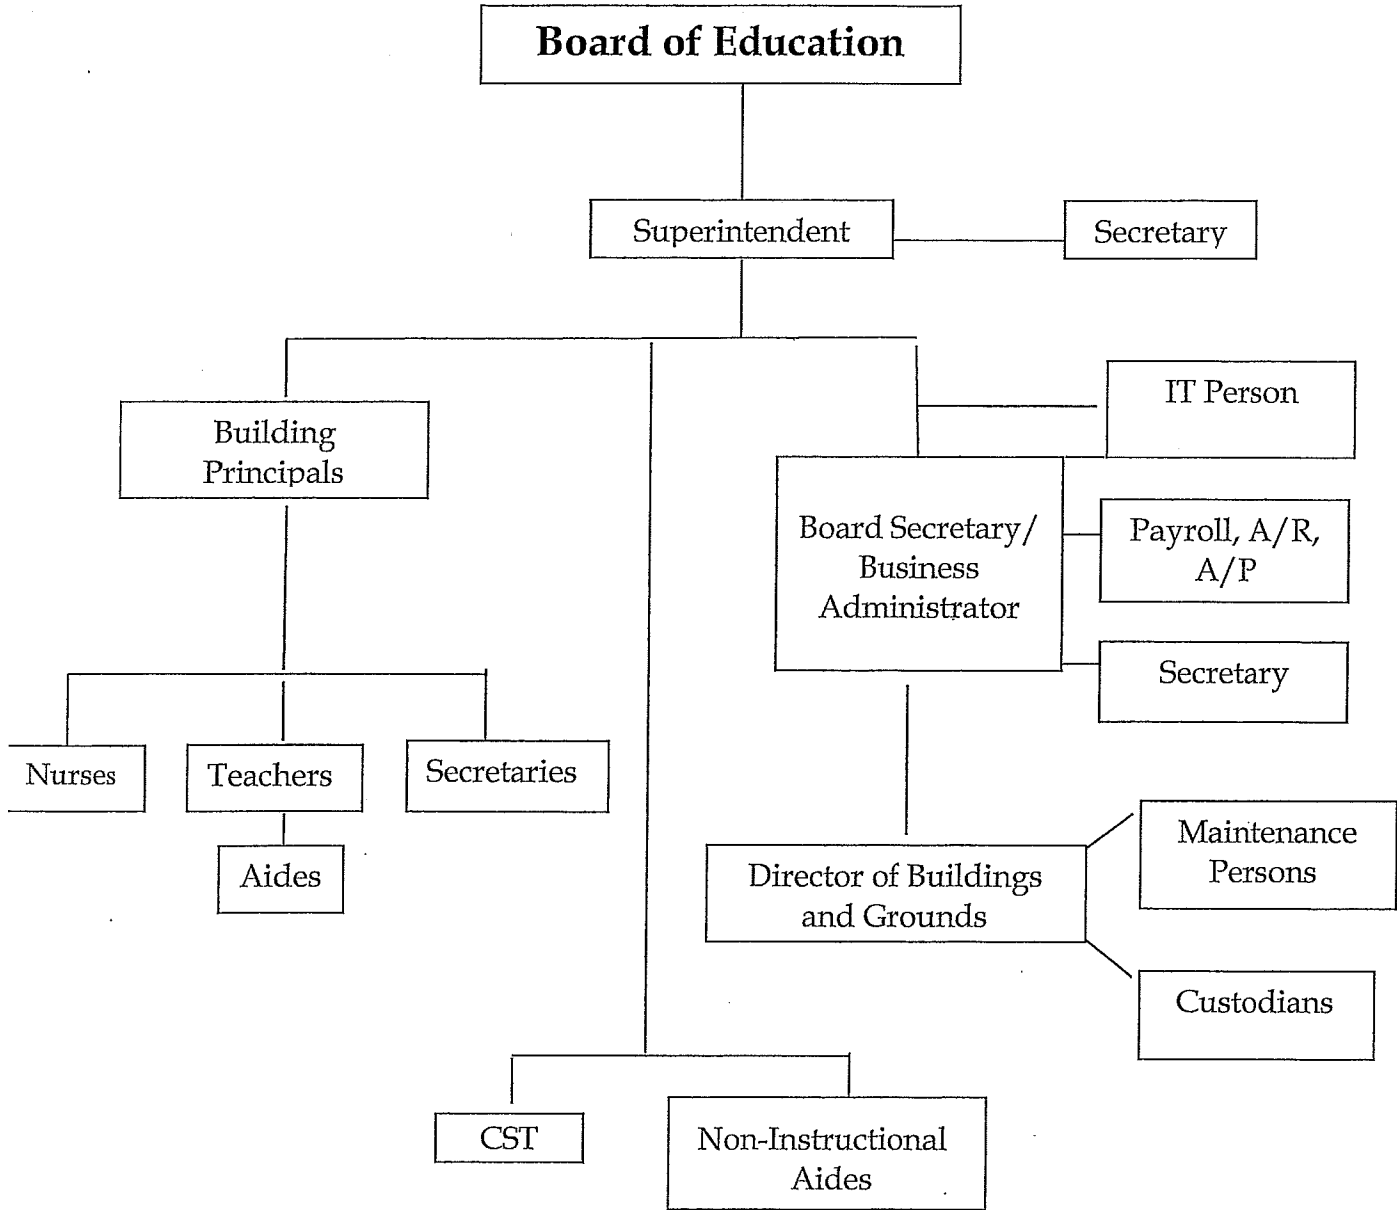 Board of Education
Superintendent
Secretary
Building
Principals
IT Person
Board Secretary/
Business
Administrator
Payroll, A/R,
A/P
Secretary
Nurses
Teachers
Secretaries
Aides
Maintenance
Persons
Director of Buildings
and Grounds
Custodians
CST
Non-Instructional
Aides